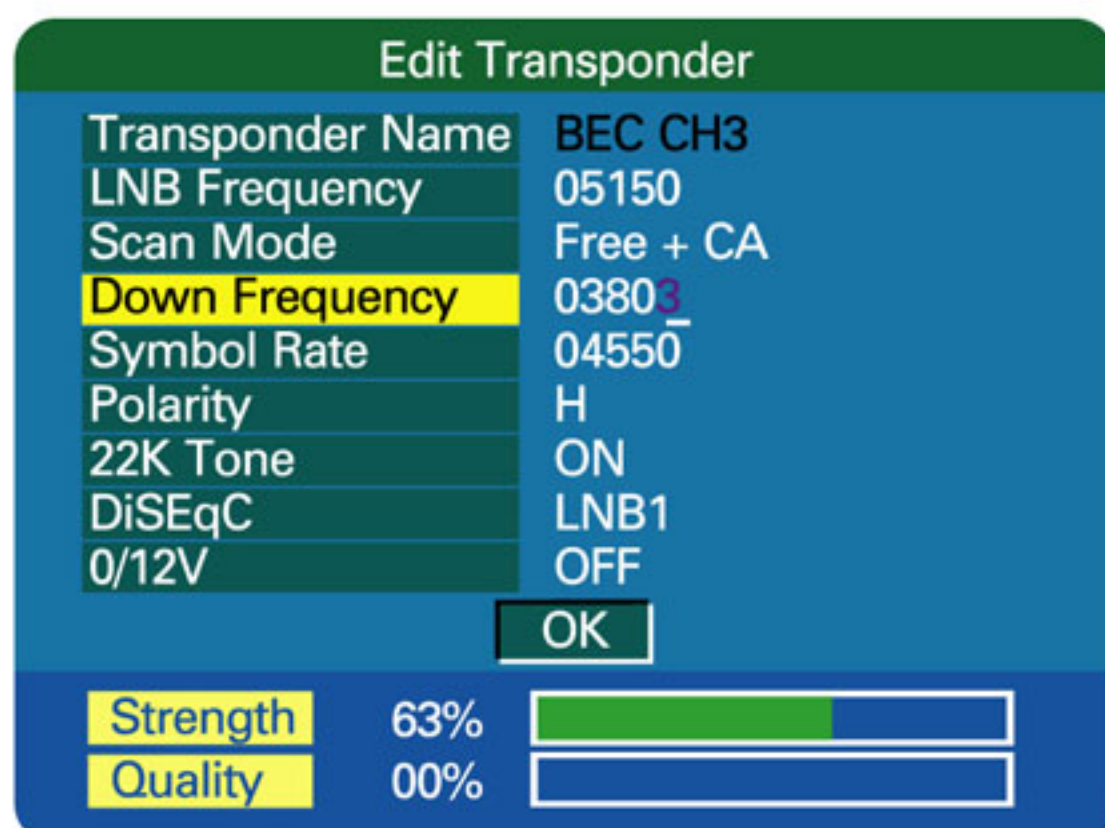 Edit Transponder
Transponder Name BEC CH3
LNB Frequency 05150
Scan Mode Free + CA
Down Frequency 03803
Symbol Rate 04550
Polarity H
22K Tone ON
DiSEqC LNB1
0/12V OFF
OK
Strength 63%
Quality 00%